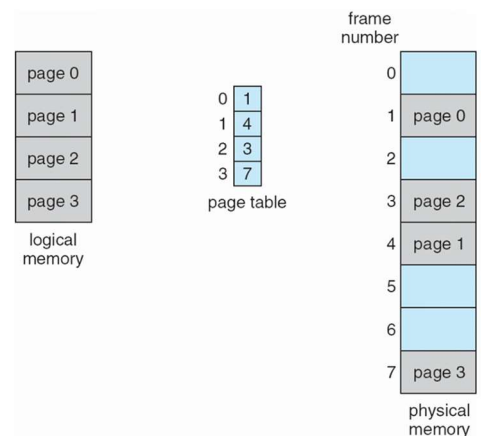 page 0
page 1
page 2
page 3
logical
memory
0 1
1 4
2 3
3 7
page table
frame
number
0
1 page 0
2
3 page 2
4 page 1
5
6
7 page 3
physical
memory